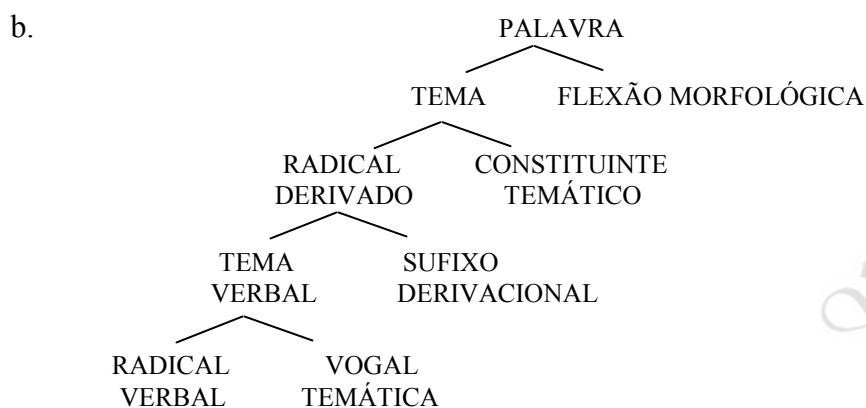 b.
PALAVRA
TEMA FLEXÃO MORFOLÓGICA
RADICAL CONSTITUINTE
DERIVADO TEMÁTICO
TEMA SUFIXO
VERBAL DERIVACIONAL
RADICAL VOGAL
VERBAL TEMÁTICA